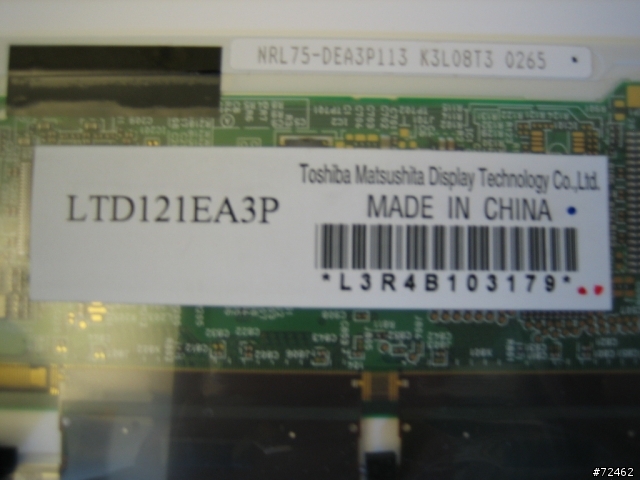 NRL75-DEA3P113 K3L08T3 0265
Toshiba Matsushita Display Technology Co.,Ltd.
LTD121EA3P
MADE IN CHINA
*L3R4B103179*
#72462